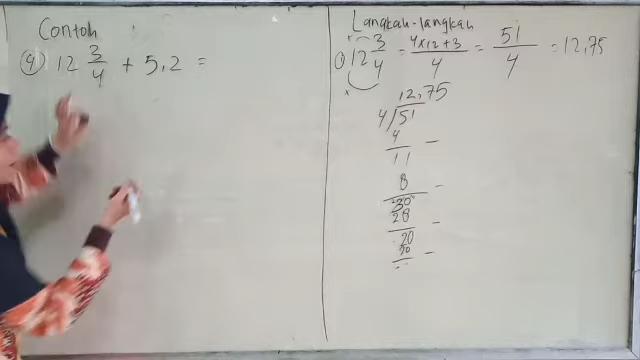 Contoh
a) 12 3/4 + 5,2 =
Langkah-langkah
1) 12 3/4 = 4x12+3/4 = 51/4 = 12,75
12,75
4/51
4 -
11
8 -
30
28 -
20
20 -